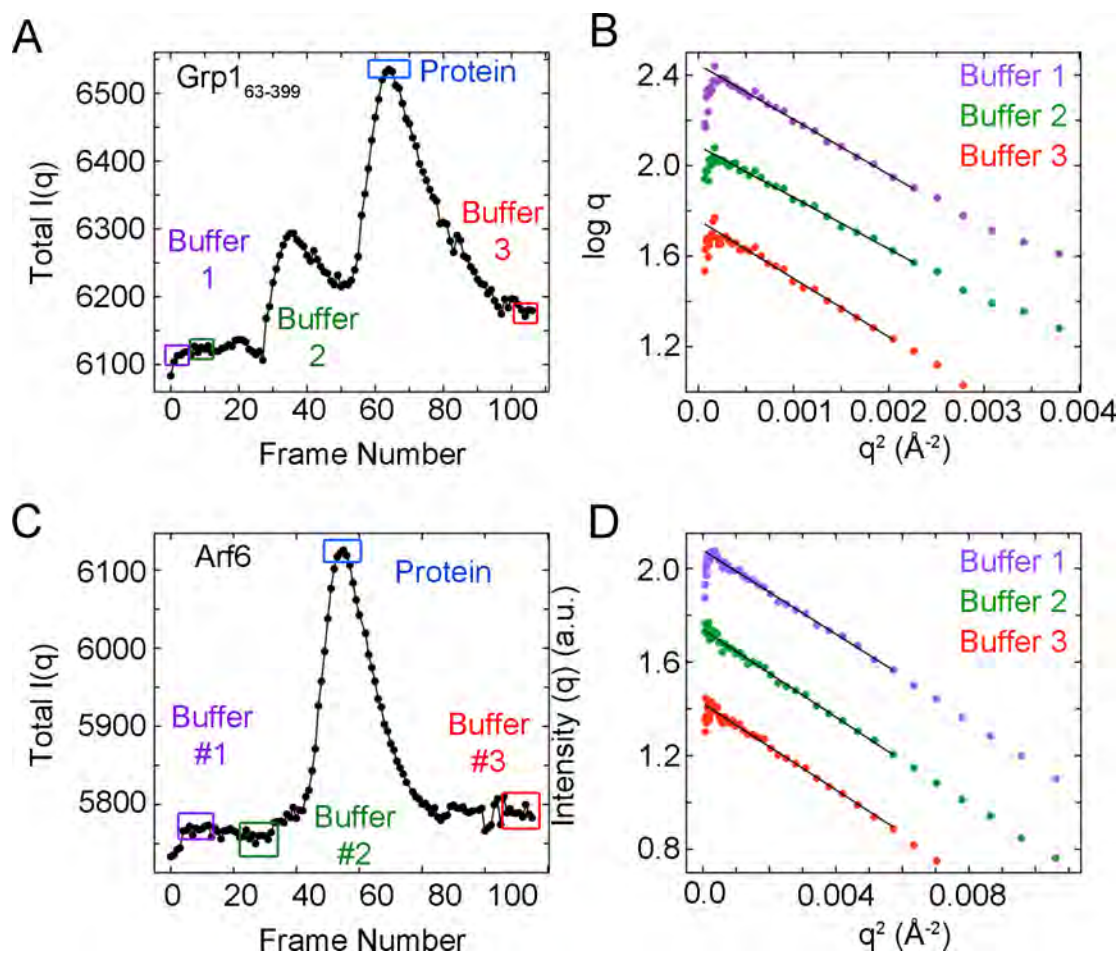 A
Grp1₆₃₋₃₉₉
Protein
Buffer
1
Buffer
2
Buffer
3
Total I(q)
6500
6400
6300
6200
6100
0 20 40 60 80 100
Frame Number
B
Buffer 1
Buffer 2
Buffer 3
log q
2.4
2.0
1.6
1.2
0.0 0.001 0.002 0.003 0.004
q² (Å⁻²)
C
Arf6
Protein
Buffer
#1
Buffer
#2
Buffer
#3
Total I(q)
6100
6000
5900
5800
0 20 40 60 80 100
Frame Number
D
Buffer 1
Buffer 2
Buffer 3
Intensity (q) (a.u.)
2.0
1.6
1.2
0.8
0.0 0.004 0.008
q² (Å⁻²)